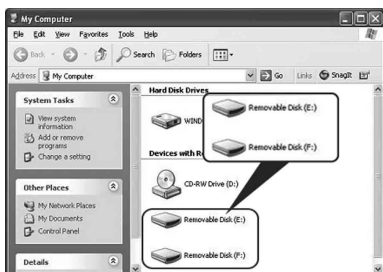 My Computer
File Edit View Favorites Tools Help
Back Search Folders
Address My Computer Go Links SnagIt
System Tasks
View system information
Add or remove programs
Change a setting
Other Places
My Network Places
My Documents
Control Panel
Details
Hard Disk Drives
WIND
Removable Disk (E:)
Removable Disk (F:)
Devices with R
CD-RW Drive (D:)
Removable Disk (E:)
Removable Disk (F:)